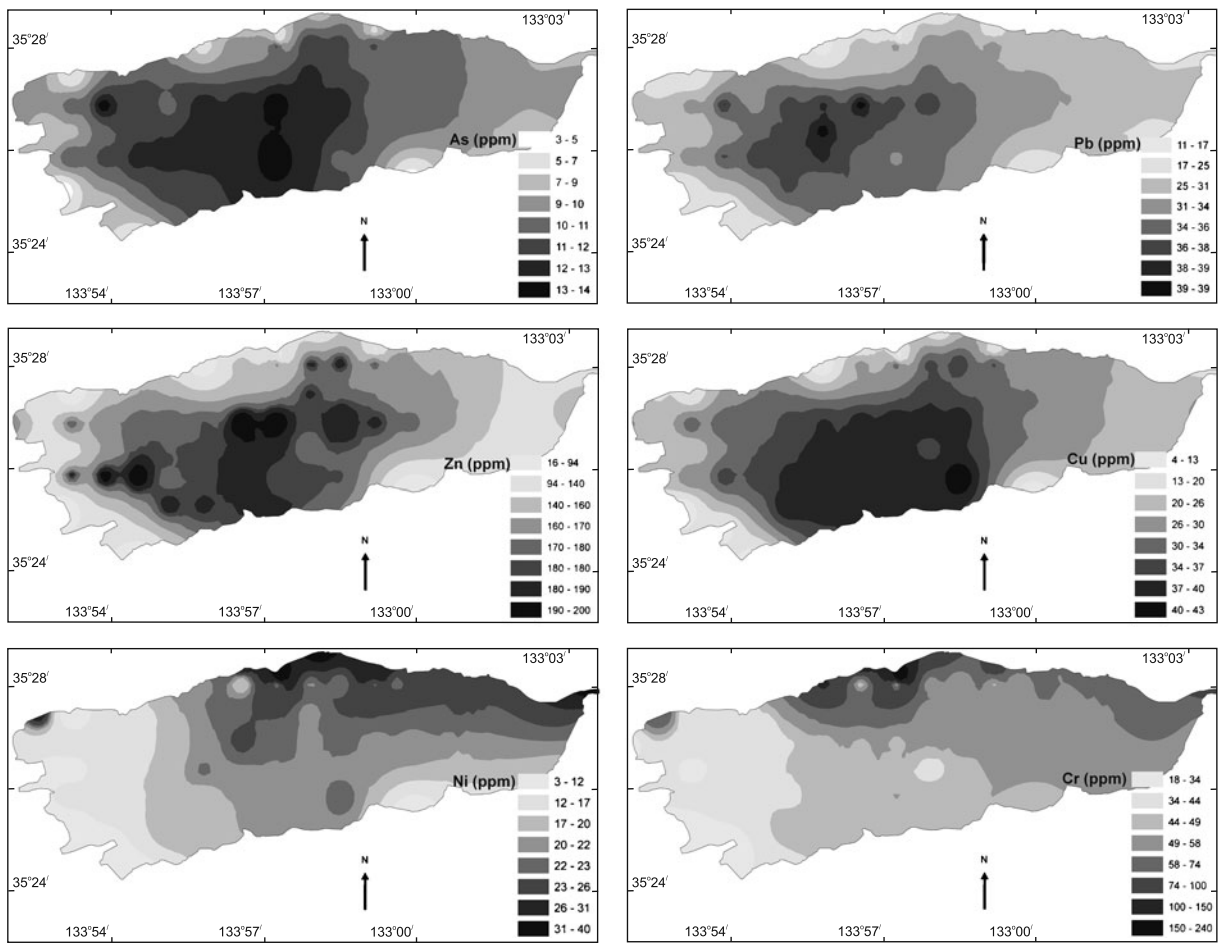 133°03′
35°28′
As (ppm)
3 - 5
5 - 7
7 - 9
9 - 10
10 - 11
11 - 12
12 - 13
13 - 14
N
35°24′
133°54′
133°57′
133°00′
133°03′
35°28′
Pb (ppm)
11 - 17
17 - 25
25 - 31
31 - 34
34 - 36
36 - 38
38 - 39
39 - 39
N
35°24′
133°54′
133°57′
133°00′
133°03′
35°28′
Zn (ppm)
16 - 94
94 - 140
140 - 160
160 - 170
170 - 180
180 - 180
180 - 190
190 - 200
N
35°24′
133°54′
133°57′
133°00′
133°03′
35°28′
Cu (ppm)
4 - 13
13 - 20
20 - 26
26 - 30
30 - 34
34 - 37
37 - 40
40 - 43
N
35°24′
133°54′
133°57′
133°00′
133°03′
35°28′
Ni (ppm)
3 - 12
12 - 17
17 - 20
20 - 22
22 - 23
23 - 26
26 - 31
31 - 40
N
35°24′
133°54′
133°57′
133°00′
133°03′
35°28′
Cr (ppm)
18 - 34
34 - 44
44 - 49
49 - 58
58 - 74
74 - 100
100 - 150
150 - 240
N
35°24′
133°54′
133°57′
133°00′